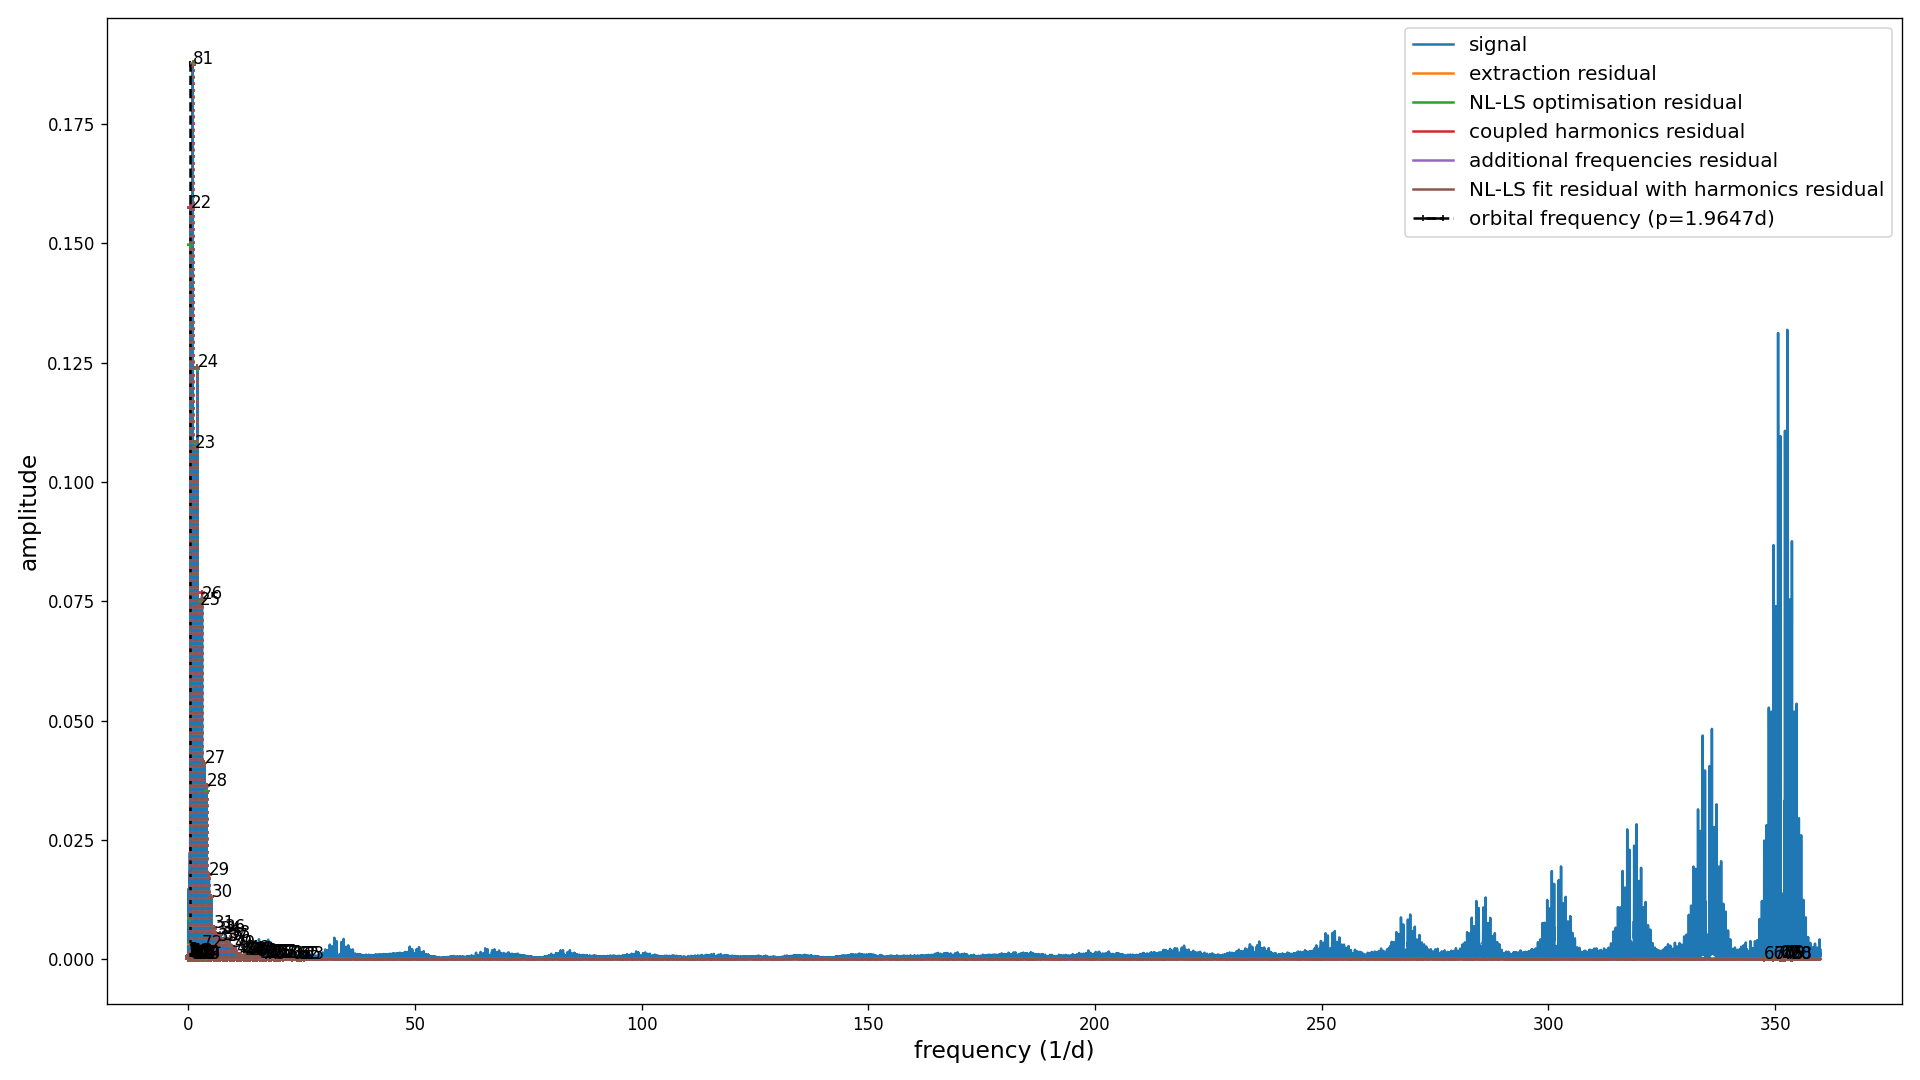 signal
extraction residual
NL-LS optimisation residual
coupled harmonics residual
additional frequencies residual
NL-LS fit residual with harmonics residual
orbital frequency (p=1.9647d)
81
22
24
23
26
25
27
28
29
30
31
72
amplitude
0.175
0.150
0.125
0.100
0.075
0.050
0.025
0.000
0 50 100 150 200 250 300 350
frequency (1/d)